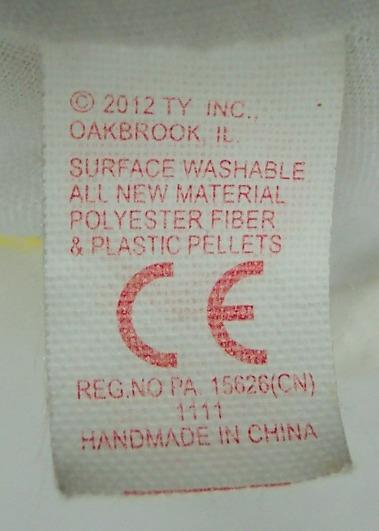 © 2012 TY INC.,
OAKBROOK, IL.
SURFACE WASHABLE
ALL NEW MATERIAL
POLYESTER FIBER
& PLASTIC PELLETS
CE
REG.NO PA. 15626(CN)
1111
HANDMADE IN CHINA